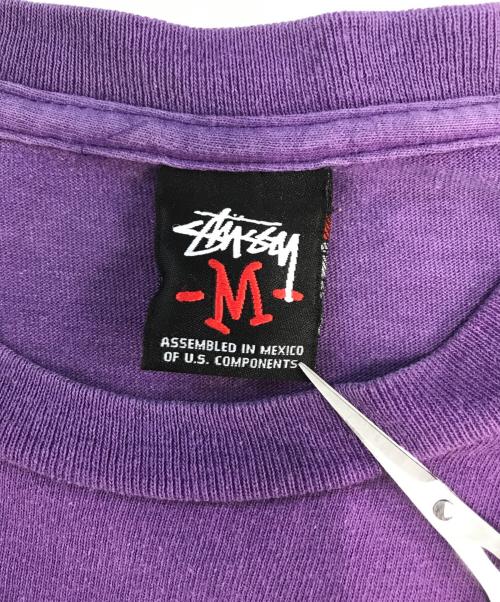 STÜSSY
-M-
ASSEMBLED IN MEXICO
OF U.S. COMPONENTS